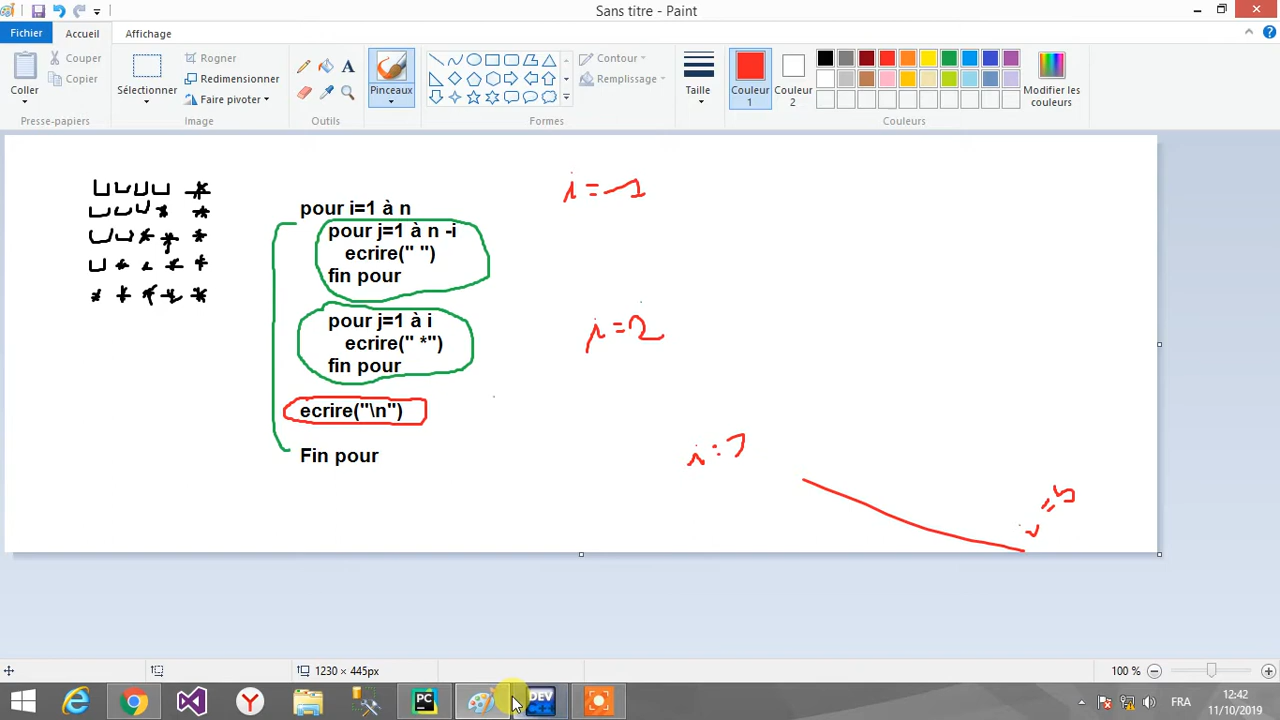 Sans titre - Paint
Fichier Accueil Affichage
Coller
Couper
Copier
Presse-papiers
Sélectionner
Rogner
Redimensionner
Faire pivoter
Image
A
Outils
Pinceaux
Contour
Remplissage
Formes
Taille
Couleur 1
Couleur 2
Modifier les couleurs
Couleurs
pour i=1 à n
pour j=1 à n -i
ecrire(" ")
fin pour
pour j=1 à i
ecrire(" *")
fin pour
ecrire("\n")
Fin pour
i=1
i=2
1230 × 445px
100 %
PC
DEV
FRA
12:42
11/10/2019